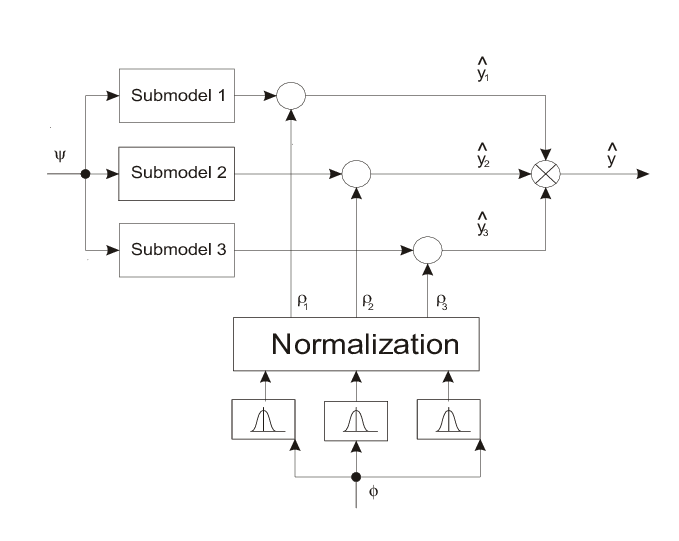 Submodel 1
ŷ₁
ψ
Submodel 2
ŷ₂
ŷ
Submodel 3
ŷ₃
ρ₁
ρ₂
ρ₃
Normalization
ϕ